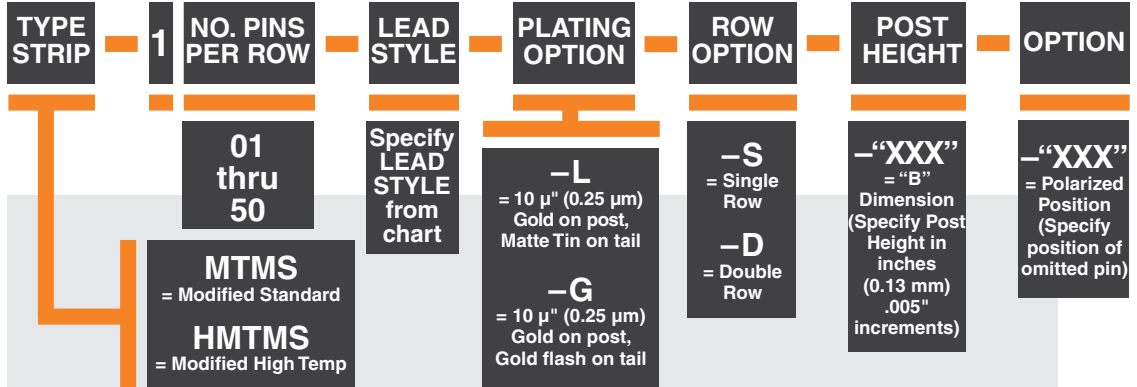 TYPE
STRIP
1
NO. PINS
PER ROW
LEAD
STYLE
PLATING
OPTION
ROW
OPTION
POST
HEIGHT
OPTION
01
thru
50
Specify
LEAD
STYLE
from
chart
–L
= 10 µ" (0.25 µm)
Gold on post,
Matte Tin on tail
–G
= 10 µ" (0.25 µm)
Gold on post,
Gold flash on tail
–S
= Single
Row
–D
= Double
Row
–“XXX”
= “B”
Dimension
(Specify Post
Height in
inches
(0.13 mm)
.005"
increments)
–“XXX”
= Polarized
Position
(Specify
position of
omitted pin)
MTMS
= Modified Standard
HMTMS
= Modified High Temp